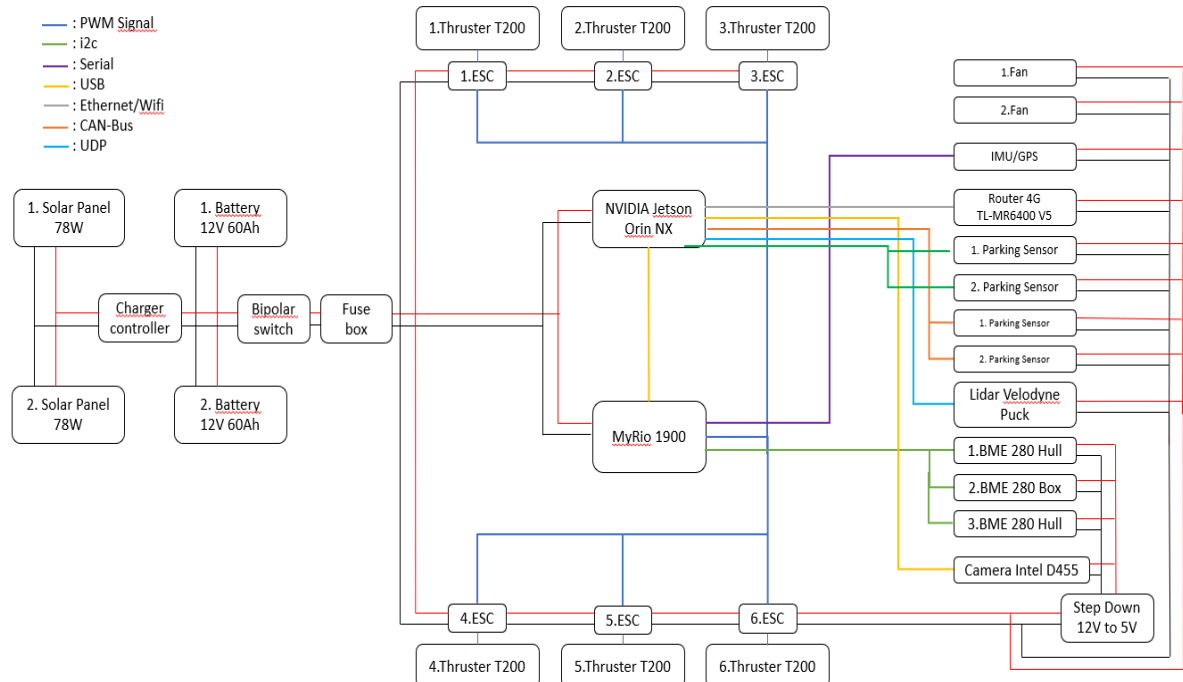 : PWM Signal
: i2c
: Serial
: USB
: Ethernet/Wifi
: CAN-Bus
: UDP
1.Thruster T200
2.Thruster T200
3.Thruster T200
1.ESC
2.ESC
3.ESC
1. Solar Panel
78W
1. Battery
12V 60Ah
Charger
controller
Bipolar
switch
Fuse
box
2. Solar Panel
78W
2. Battery
12V 60Ah
NVIDIA Jetson
Orin NX
MyRio 1900
1.Fan
2.Fan
IMU/GPS
Router 4G
TL-MR6400 V5
1. Parking Sensor
2. Parking Sensor
1. Parking Sensor
2. Parking Sensor
Lidar Velodyne
Puck
1.BME 280 Hull
2.BME 280 Box
3.BME 280 Hull
Camera Intel D455
Step Down
12V to 5V
4.ESC
5.ESC
6.ESC
4.Thruster T200
5.Thruster T200
6.Thruster T200